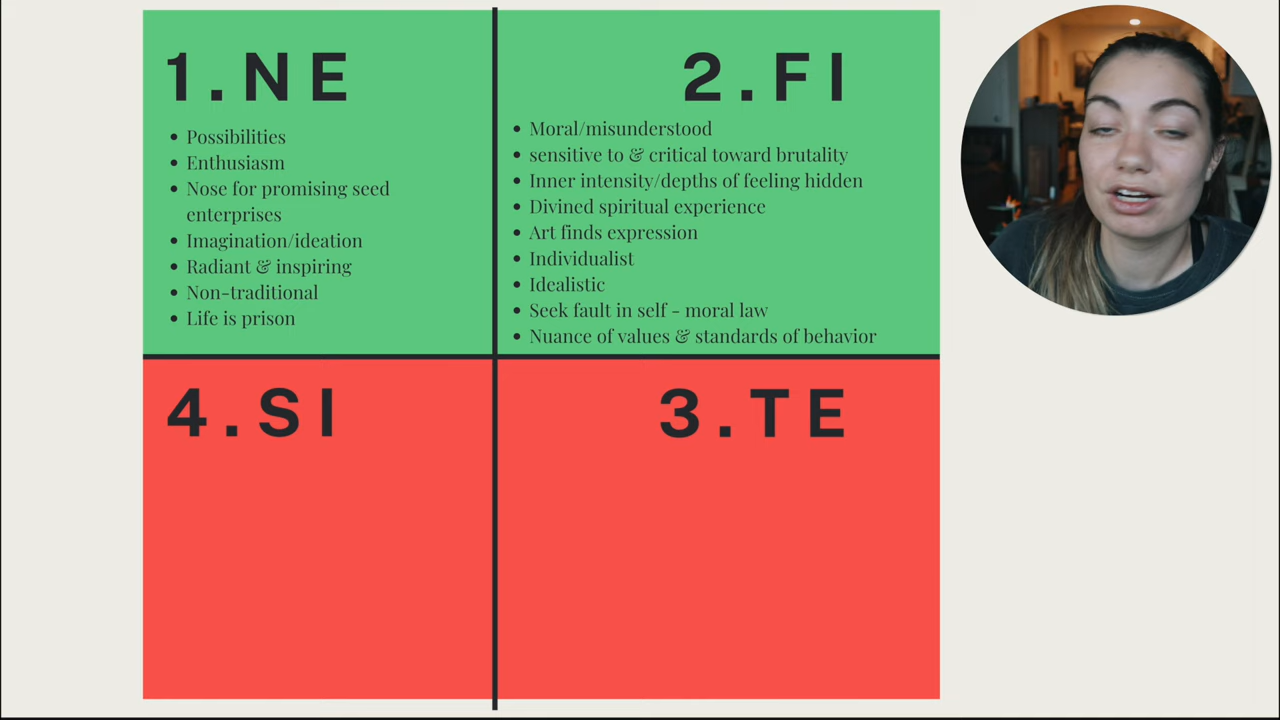 1.NE
• Possibilities
• Enthusiasm
• Nose for promising seed
enterprises
• Imagination/ideation
• Radiant & inspiring
• Non-traditional
• Life is prison
2.FI
• Moral/misunderstood
• sensitive to & critical toward brutality
• Inner intensity/depths of feeling hidden
• Divined spiritual experience
• Art finds expression
• Individualist
• Idealistic
• Seek fault in self - moral law
• Nuance of values & standards of behavior
4.SI
3.TE